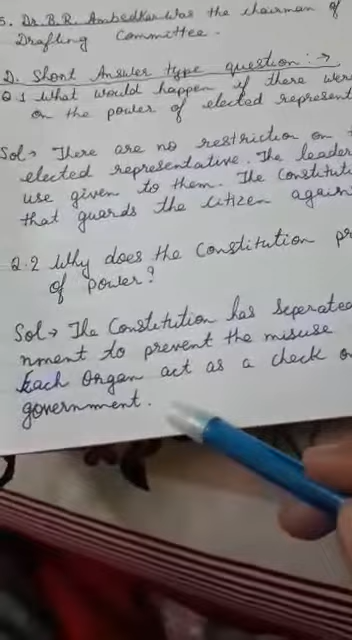 5. Dr. B.R. Ambedkar was the chairman of
Drafting Committee.
D. Short Answer type question :→
Q1 What would happen if there wer
on the power of elected represent
Sol→ There are no restriction on t
elected representative. The leader
use given to them. The Constituti
that guards the citizen again
Q.2 Why does the Constitution pr
of power?
Sol→ The Constitution has Seperated
nment to prevent the misuse
Each Organ act as a check o
government.